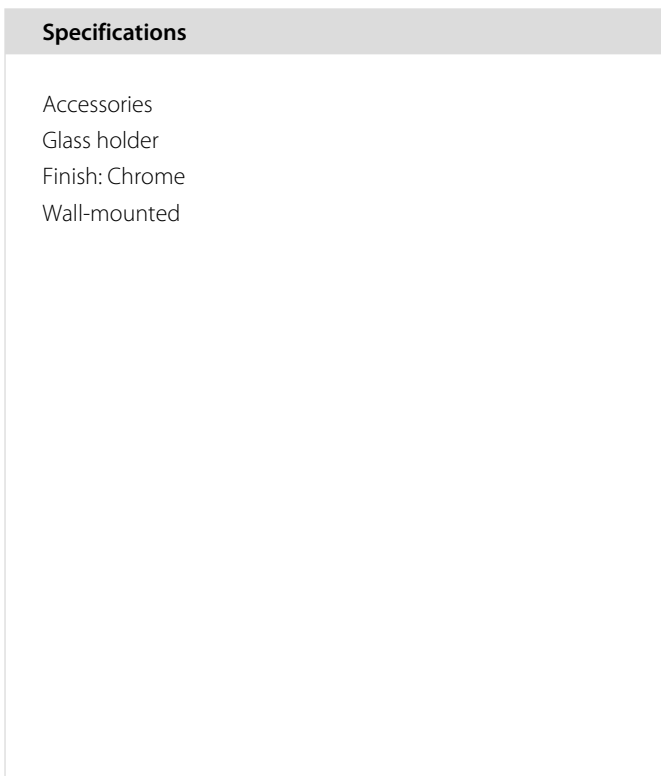 Specifications
Accessories
Glass holder
Finish: Chrome
Wall-mounted